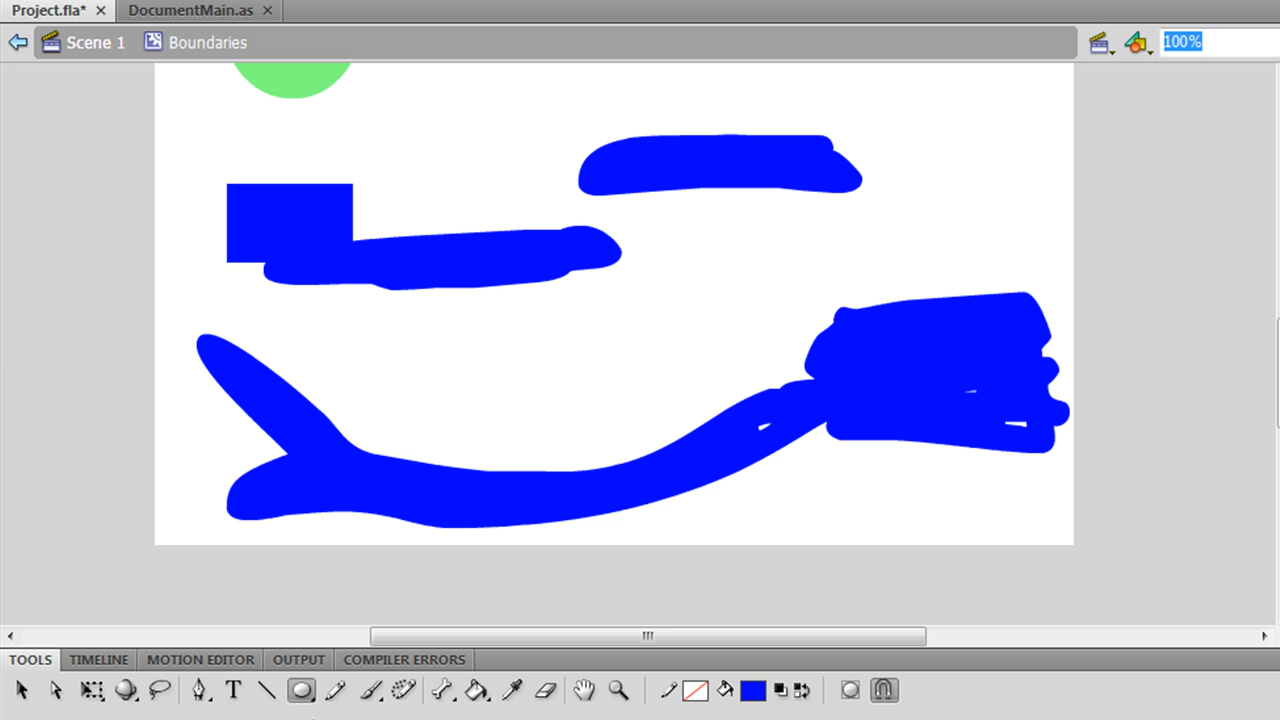 Project.fla* DocumentMain.as
Scene 1 Boundaries 100%
TOOLS TIMELINE MOTION EDITOR OUTPUT COMPILER ERRORS
T